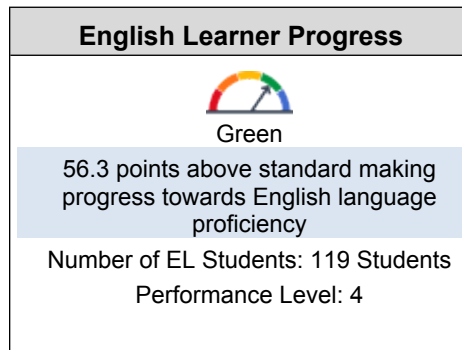 English Learner Progress
Green
56.3 points above standard making
progress towards English language
proficiency
Number of EL Students: 119 Students
Performance Level: 4